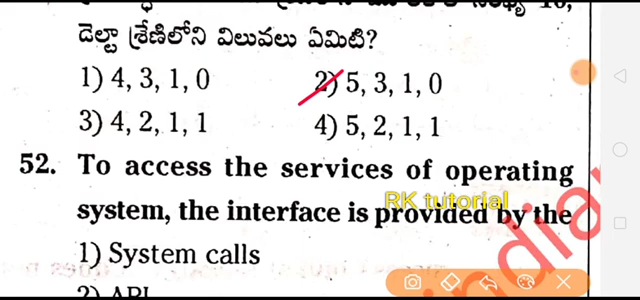 డెల్టా శ్రేణిలోని విలువలు ఏమిటి?
1) 4, 3, 1, 0 2) 5, 3, 1, 0
3) 4, 2, 1, 1 4) 5, 2, 1, 1
52. To access the services of operating
system, the interface is provided by the
RK tutorial
1) System calls
2) API